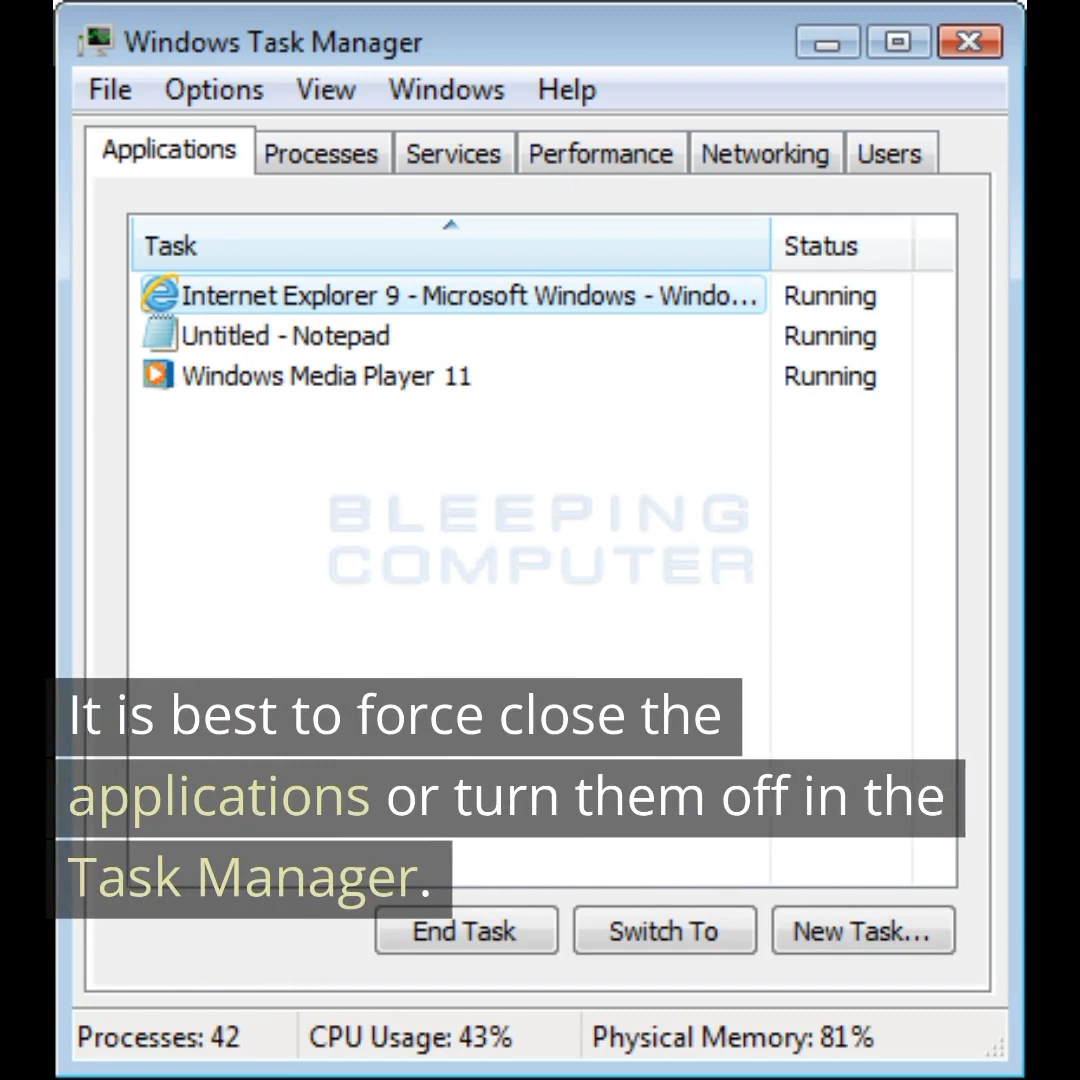 Windows Task Manager
File Options View Windows Help
Applications Processes Services Performance Networking Users
Task Status
Internet Explorer 9 - Microsoft Windows - Windo... Running
Untitled - Notepad Running
Windows Media Player 11 Running
BLEEPING
COMPUTER
It is best to force close the
applications or turn them off in the
Task Manager.
End Task Switch To New Task...
Processes: 42 CPU Usage: 43% Physical Memory: 81%